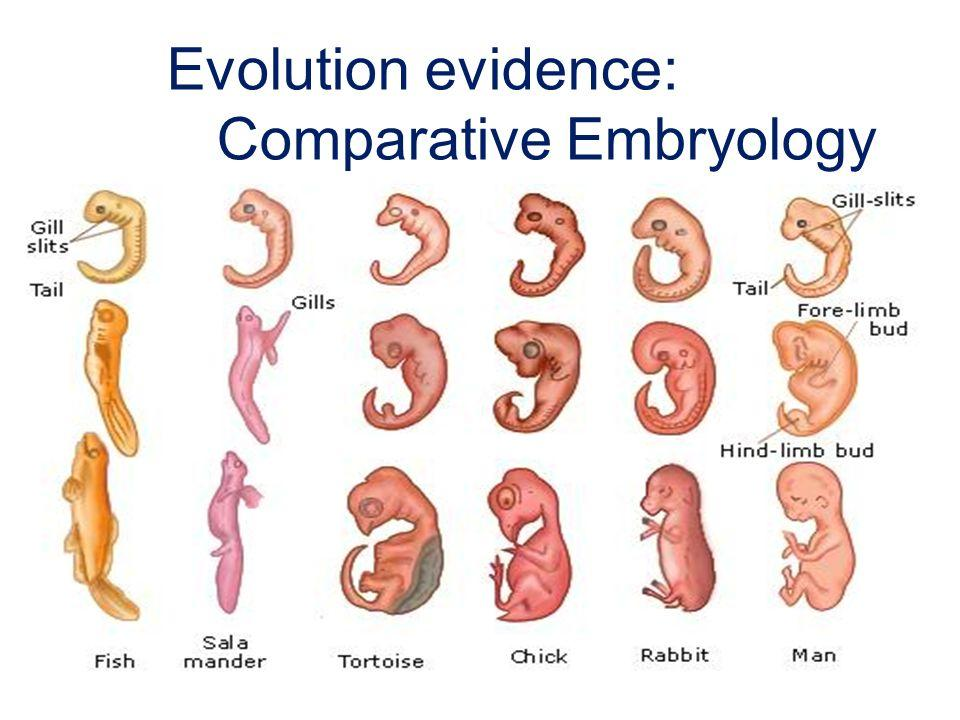 Evolution evidence:
Comparative Embryology
Gill
slits
Tail
Gills
Gill-slits
Tail
Fore-limb
bud
Hind-limb bud
Fish
Sala
mander
Tortoise
Chick
Rabbit
Man